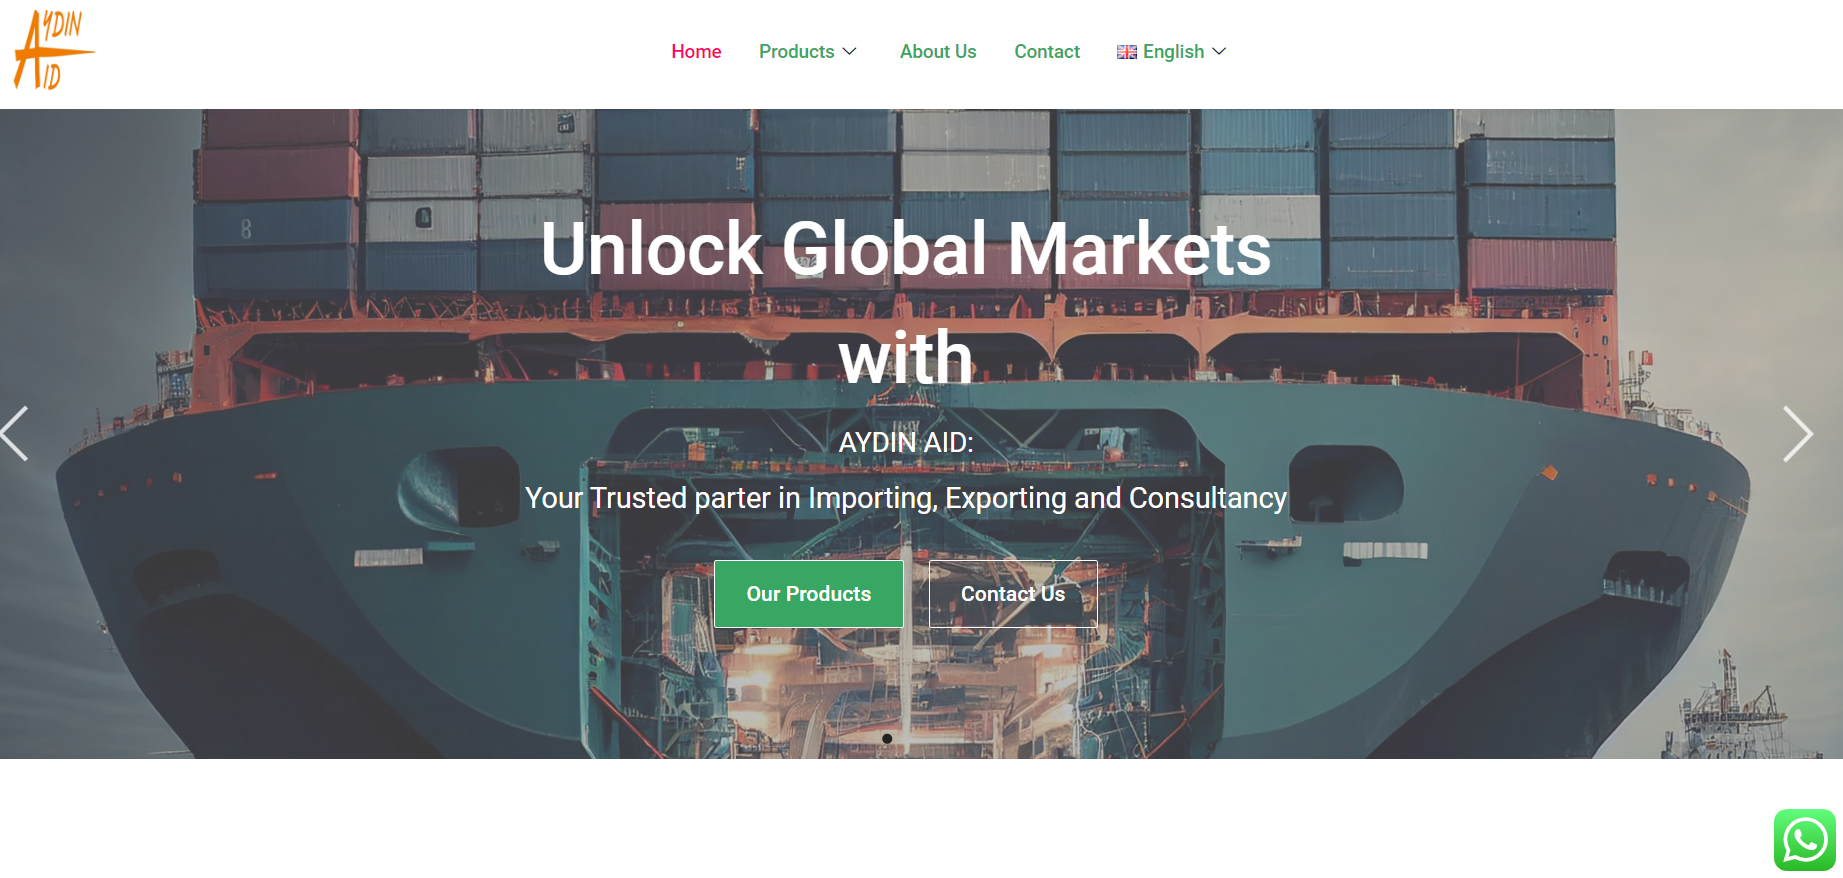 AYDIN
AID
Home
Products
About Us
Contact
English
8
Unlock Global Markets
with
AYDIN AID:
Your Trusted parter in Importing, Exporting and Consultancy
Our Products
Contact Us